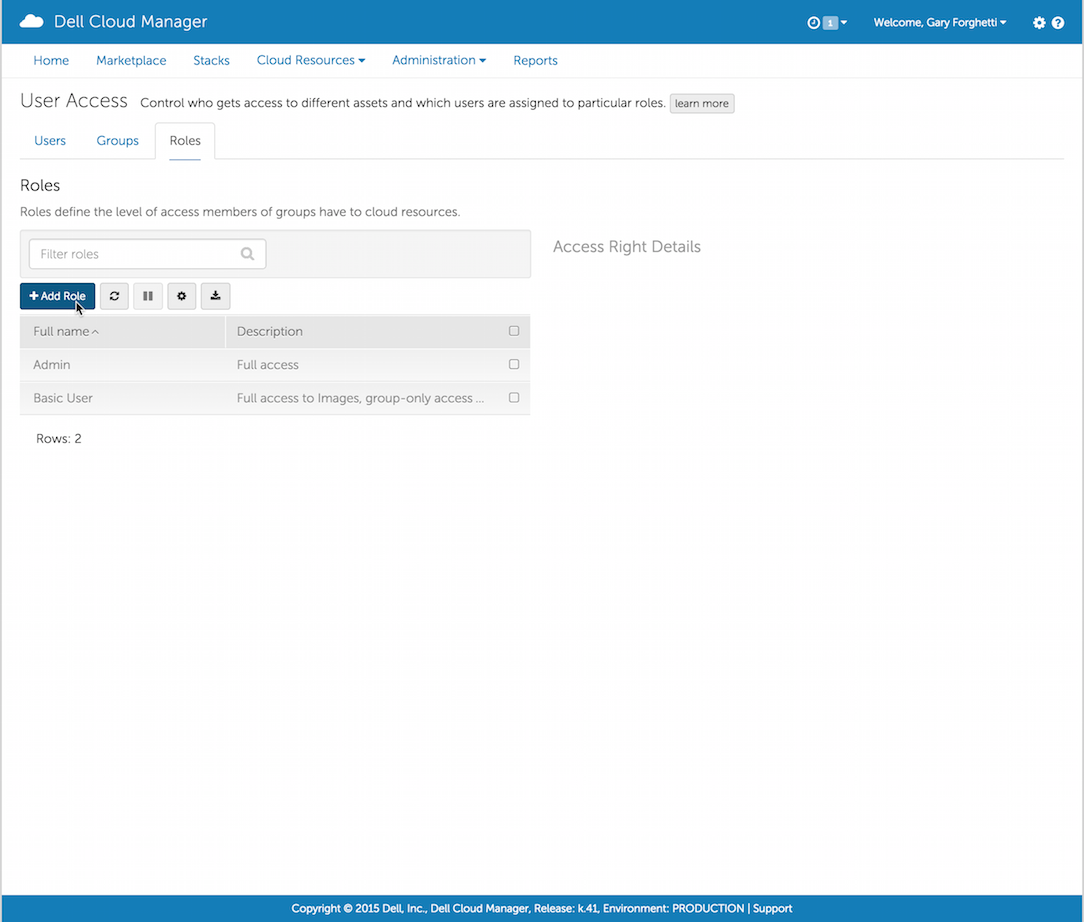 Dell Cloud Manager
1
Welcome, Gary Forghetti
Home Marketplace Stacks Cloud Resources Administration Reports
User Access Control who gets access to different assets and which users are assigned to particular roles. learn more
Users Groups Roles
Roles
Roles define the level of access members of groups have to cloud resources.
Filter roles
Access Right Details
+ Add Role
Full name Description
Admin Full access
Basic User Full access to Images, group-only access ...
Rows: 2
Copyright © 2015 Dell, Inc., Dell Cloud Manager, Release: k.41, Environment: PRODUCTION | Support